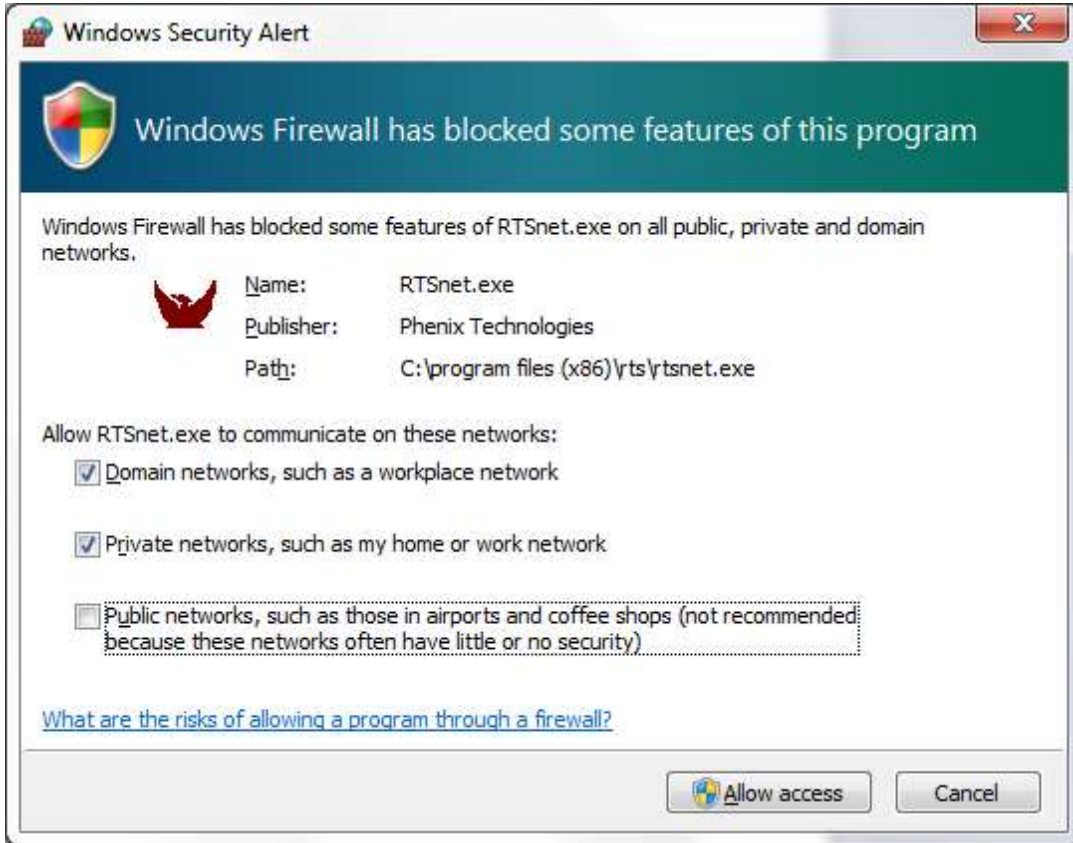 Windows Security Alert
Windows Firewall has blocked some features of this program
Windows Firewall has blocked some features of RTSnet.exe on all public, private and domain
networks.
Name: RTSnet.exe
Publisher: Phenix Technologies
Path: C:\program files (x86)\rts\rtsnet.exe
Allow RTSnet.exe to communicate on these networks:
Domain networks, such as a workplace network
Private networks, such as my home or work network
Public networks, such as those in airports and coffee shops (not recommended
because these networks often have little or no security)
What are the risks of allowing a program through a firewall?
Allow access Cancel